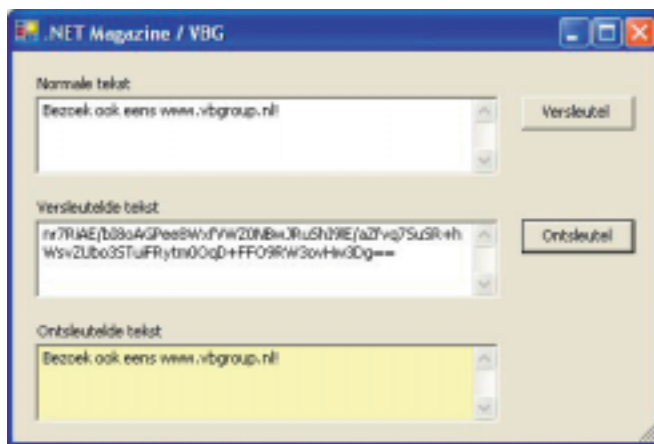 .NET Magazine / VBG
Normale tekst
Bezoek ook eens www.vbgroup.nl!
Versleutel
Versleutelde tekst
Ontsleutel
Ontsleutelde tekst
Bezoek ook eens www.vbgroup.nl!